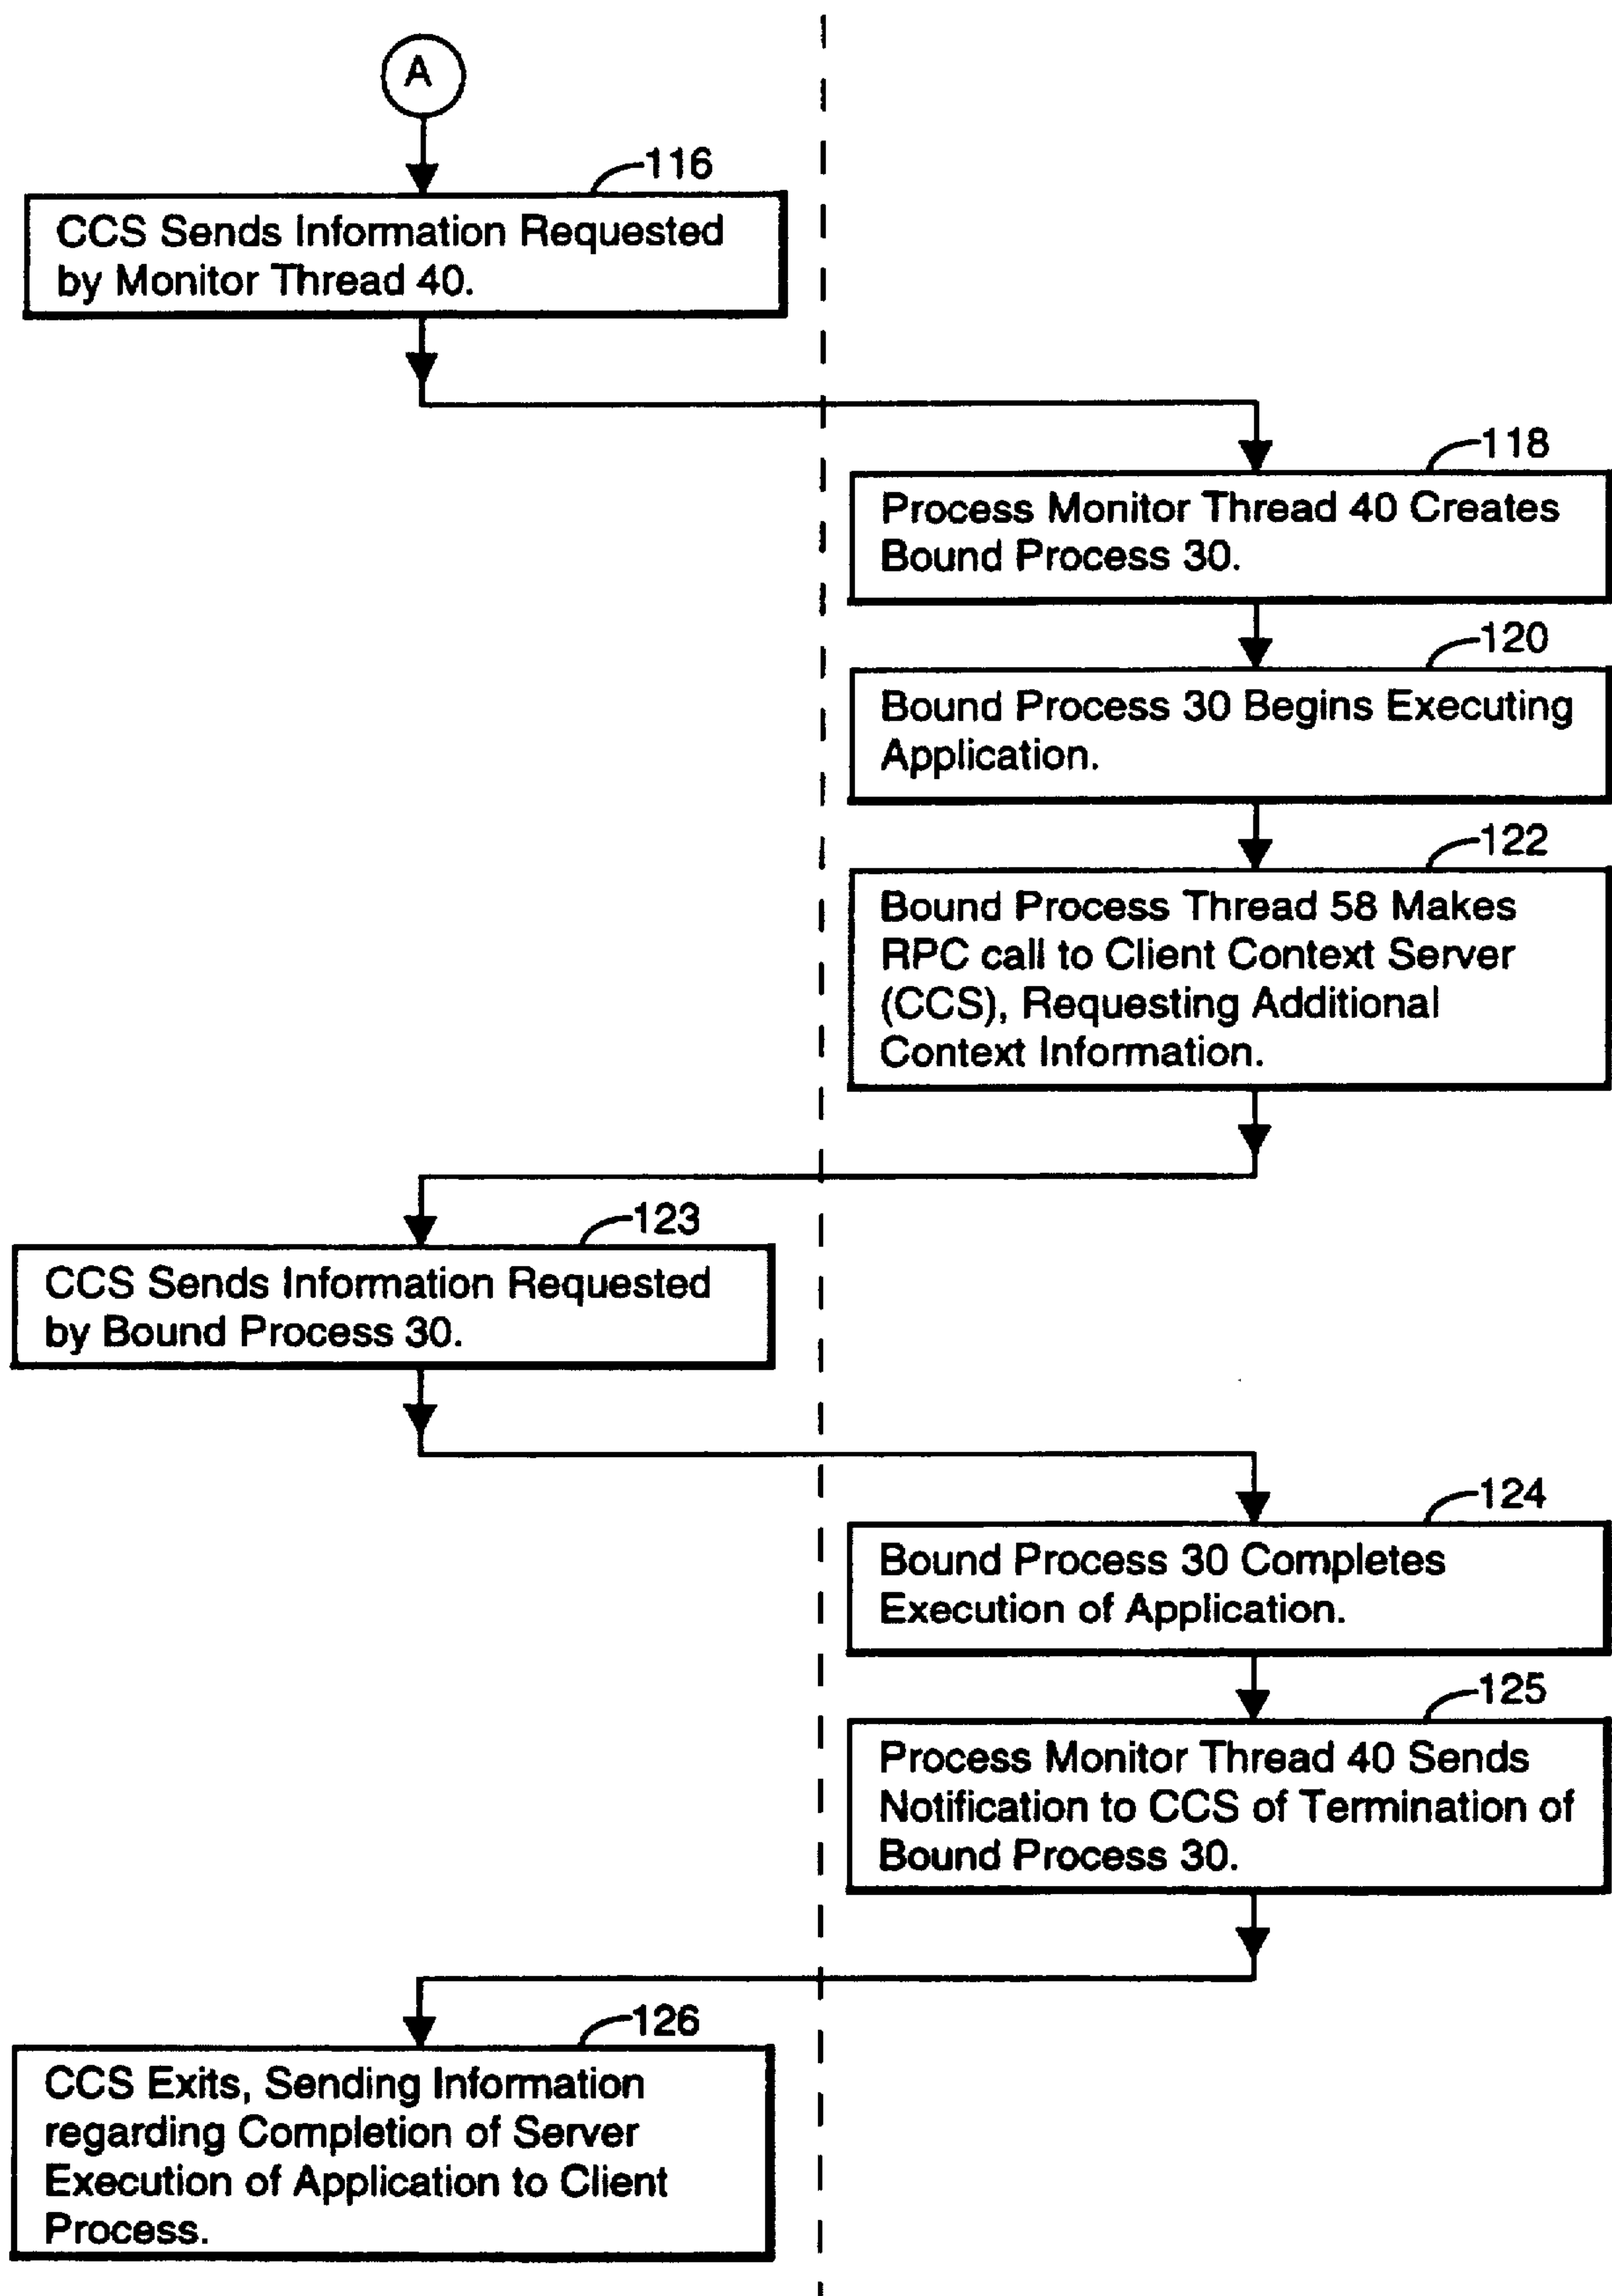 A
116
CCS Sends Information Requested
by Monitor Thread 40.
118
Process Monitor Thread 40 Creates
Bound Process 30.
120
Bound Process 30 Begins Executing
Application.
122
Bound Process Thread 58 Makes
RPC call to Client Context Server
(CCS), Requesting Additional
Context Information.
123
CCS Sends Information Requested
by Bound Process 30.
124
Bound Process 30 Completes
Execution of Application.
125
Process Monitor Thread 40 Sends
Notification to CCS of Termination of
Bound Process 30.
126
CCS Exits, Sending Information
regarding Completion of Server
Execution of Application to Client
Process.